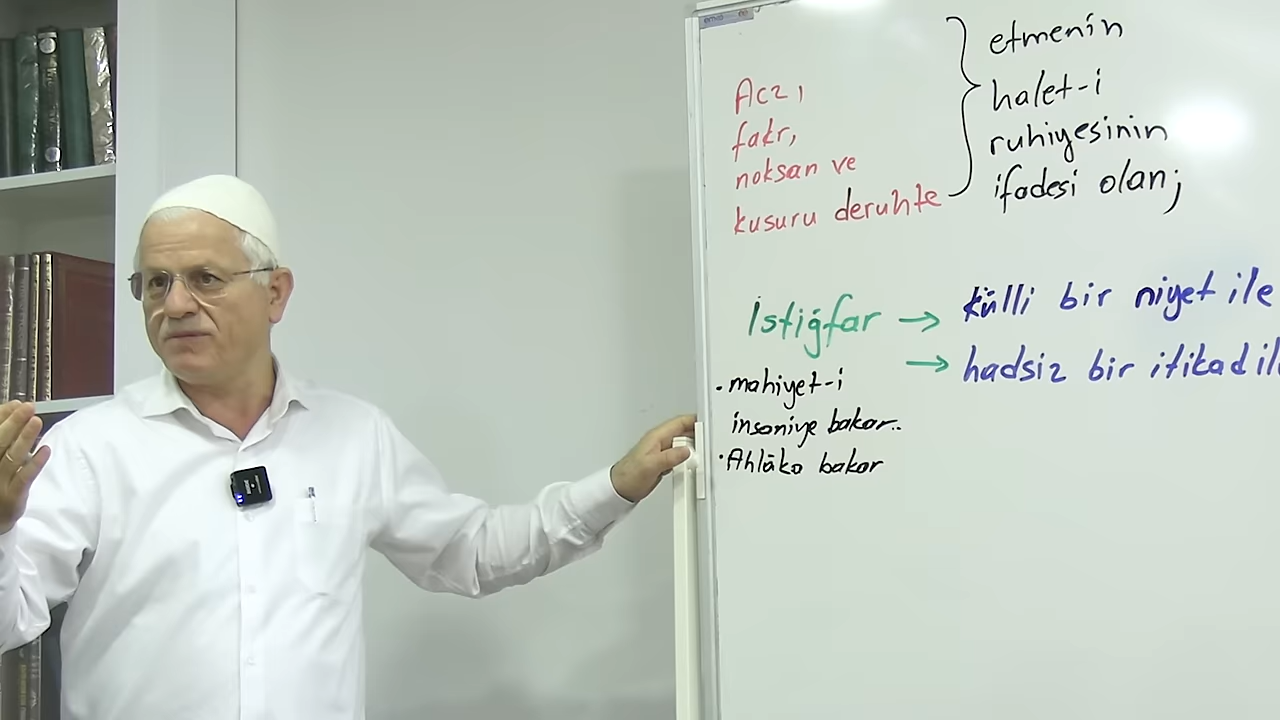 Acz,
fakr,
noksan ve
kusuru deruhte
etmenin
halet-i
ruhiyesinin
ifadesi olan;
İstiğfar → külli bir niyet ile
→ hadsiz bir itikad il
. mahiyet-i
insaniye bakar..
. Ahlâka bakar